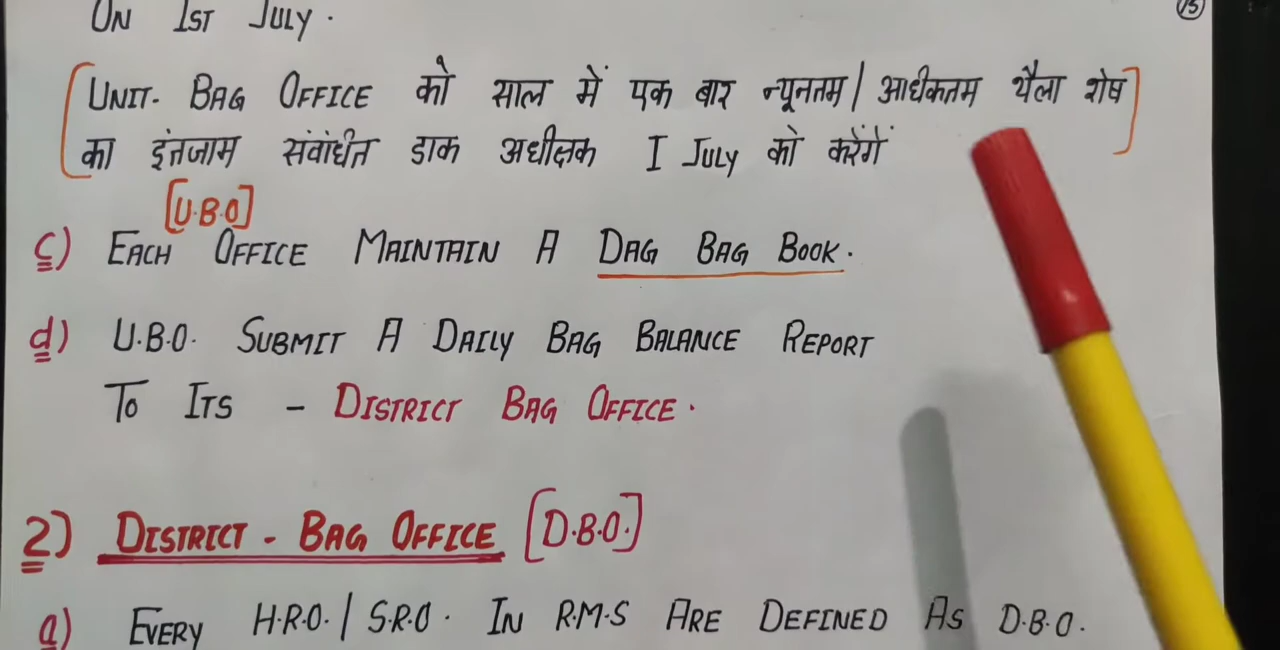 ON 1ST JULY.
15
[UNIT- BAG OFFICE को साल में एक बार न्यूनतम/ आधीकतम थैला शेष
का इंतजाम संबंधीत डाक अधीक्षक I JULY को करेंगें]
[U.B.O]
c) EACH OFFICE MAINTAIN A DAG BAG BOOK.
d) U.B.O. SUBMIT A DAILY BAG BALANCE REPORT
TO ITS - DISTRICT BAG OFFICE.
2) DISTRICT - BAG OFFICE [D.B.O.]
a) EVERY H.R.O./ S.R.O. IN R.M.S ARE DEFINED AS D.B.O.